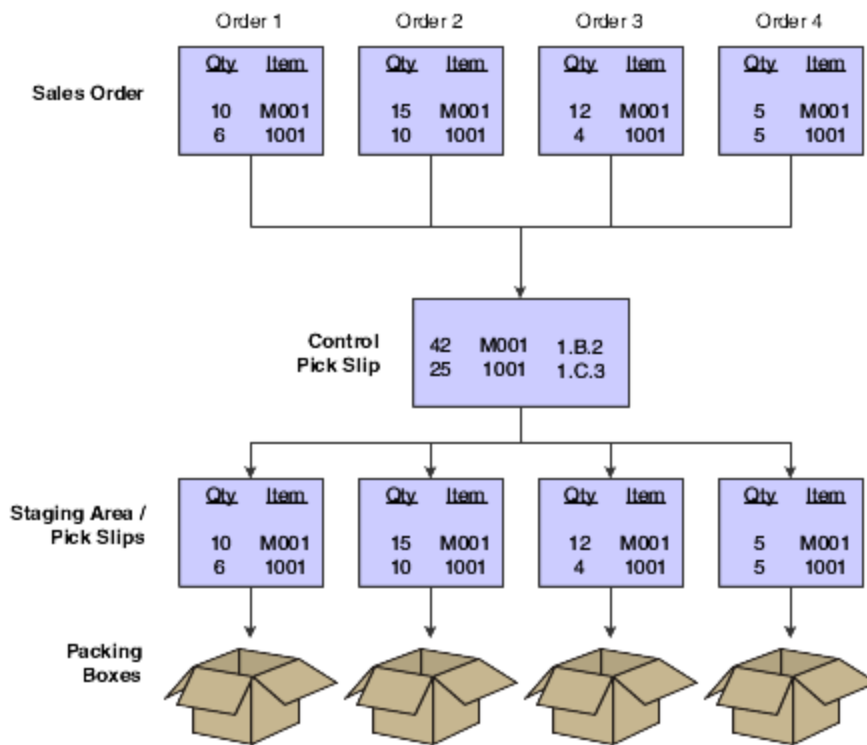 Order 1 Order 2 Order 3 Order 4
Sales Order
Qty Item Qty Item Qty Item Qty Item
10 M001 15 M001 12 M001 5 M001
6 1001 10 1001 4 1001 5 1001
Control
Pick Slip
42 M001 1.B.2
25 1001 1.C.3
Staging Area /
Pick Slips
Qty Item Qty Item Qty Item Qty Item
10 M001 15 M001 12 M001 5 M001
6 1001 10 1001 4 1001 5 1001
Packing
Boxes